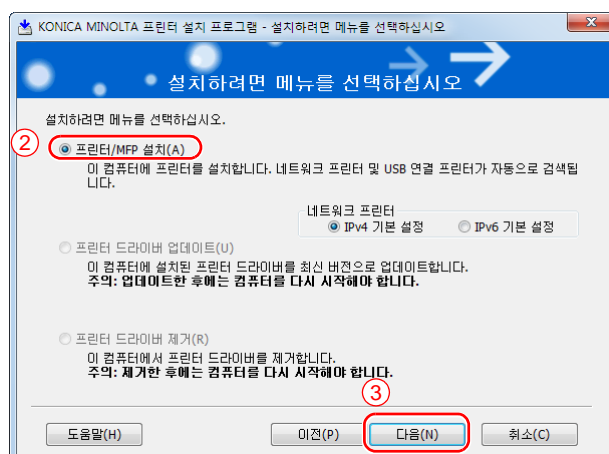 KONICA MINOLTA 프린터 설치 프로그램 - 설치하려면 메뉴를 선택하십시오
설치하려면 메뉴를 선택하십시오
설치하려면 메뉴를 선택하십시오.
② 프린터/MFP 설치(A)
이 컴퓨터에 프린터를 설치합니다. 네트워크 프린터 및 USB 연결 프린터가 자동으로 검색됩
니다.
네트워크 프린터
IPv4 기본 설정 IPv6 기본 설정
프린터 드라이버 업데이트(U)
이 컴퓨터에 설치된 프린터 드라이버를 최신 버전으로 업데이트합니다.
주의: 업데이트한 후에는 컴퓨터를 다시 시작해야 합니다.
프린터 드라이버 제거(R)
이 컴퓨터에서 프린터 드라이버를 제거합니다.
주의: 제거한 후에는 컴퓨터를 다시 시작해야 합니다.
③
도움말(H) 이전(P) 다음(N) 취소(C)